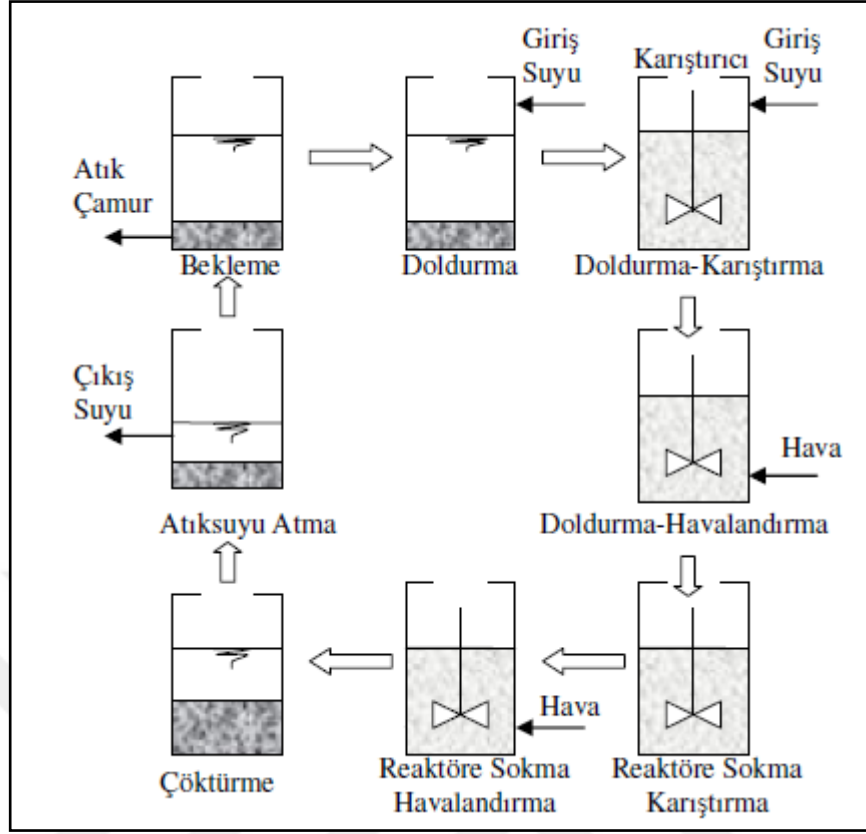 Giriş
Suyu
Karıştırıcı
Giriş
Suyu
Atık
Çamur
Bekleme
Doldurma
Doldurma-Karıştırma
Çıkış
Suyu
Hava
Atıksuyu Atma
Doldurma-Havalandırma
Hava
Çöktürme
Reaktöre Sokma
Havalandırma
Reaktöre Sokma
Karıştırma